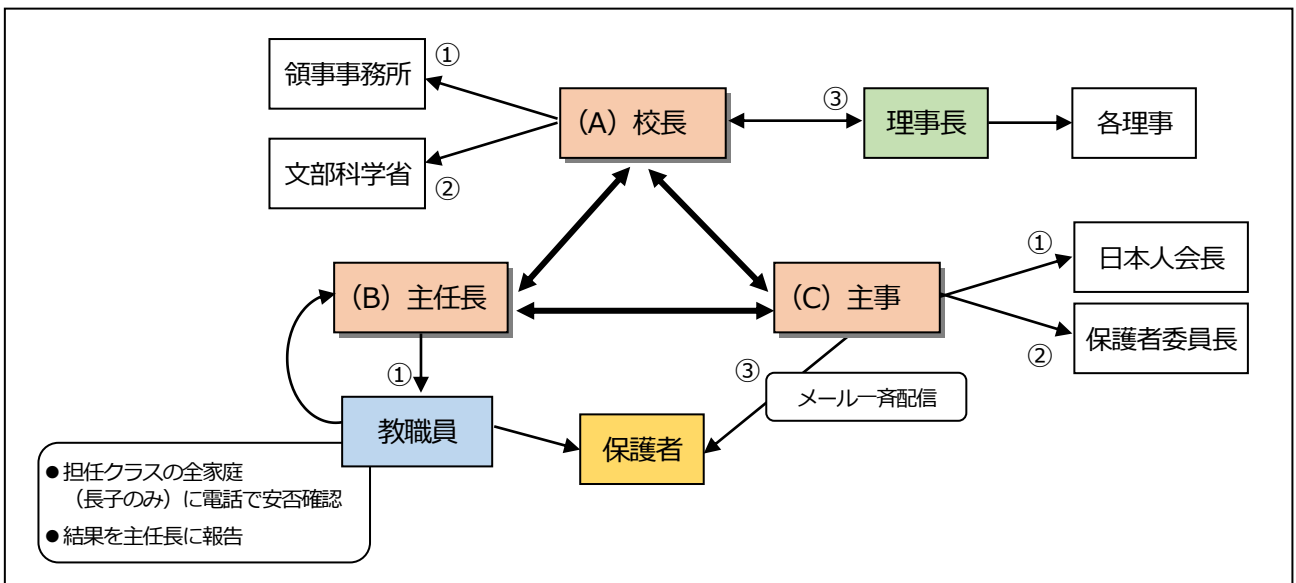 ①
領事事務所
文部科学省
②
（A）校長
③
理事長
各理事
（B）主任長
（C）主事
①
日本人会長
保護者委員長
②
①
③
メール一斉配信
教職員
保護者
●担任クラスの全家庭
（長子のみ）に電話で安否確認
●結果を主任長に報告